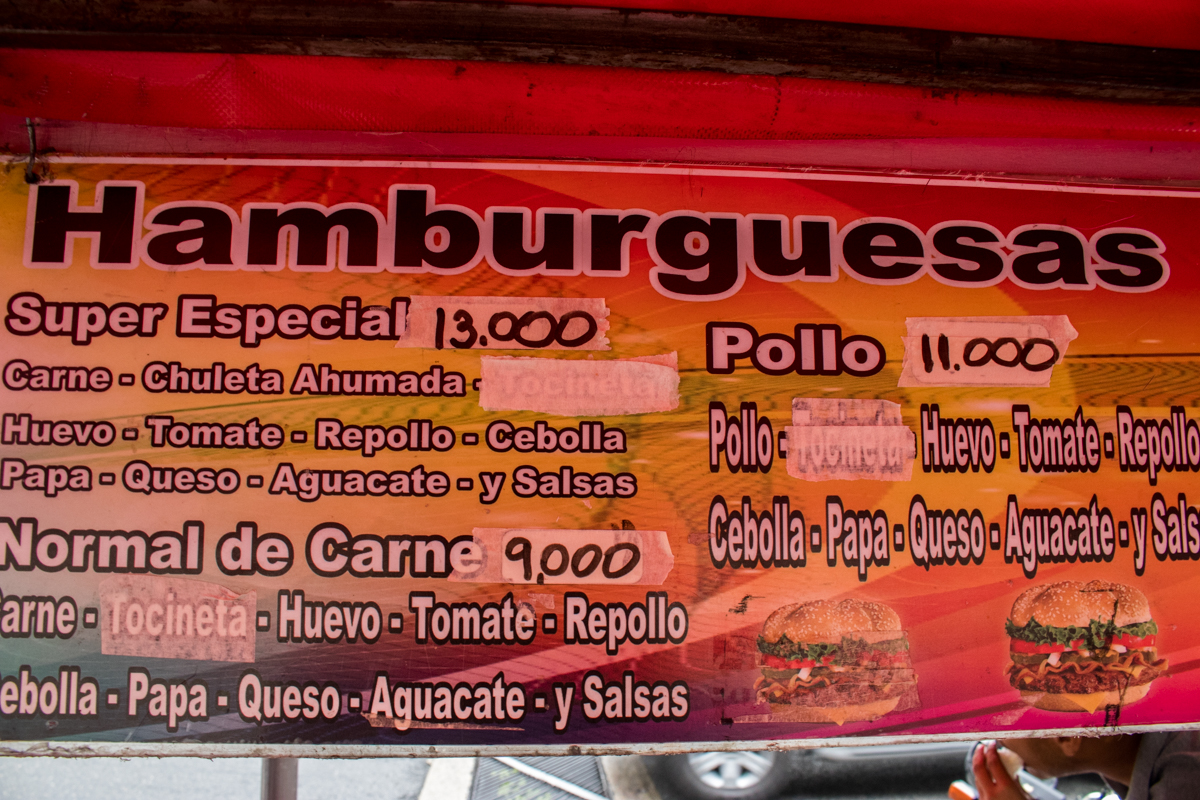 Hamburguesas
Super Especial 13.000
Carne - Chuleta Ahumada - Tocineta
Huevo - Tomate - Repollo - Cebolla
Papa - Queso - Aguacate - y Salsas
Normal de Carne 9,000
arne - Tocineta - Huevo - Tomate - Repollo
ebolla - Papa - Queso - Aguacate - y Salsas
Pollo 11.000
Pollo - Tocineta Huevo - Tomate - Repollo
Cebolla - Papa - Queso - Aguacate - y Sals